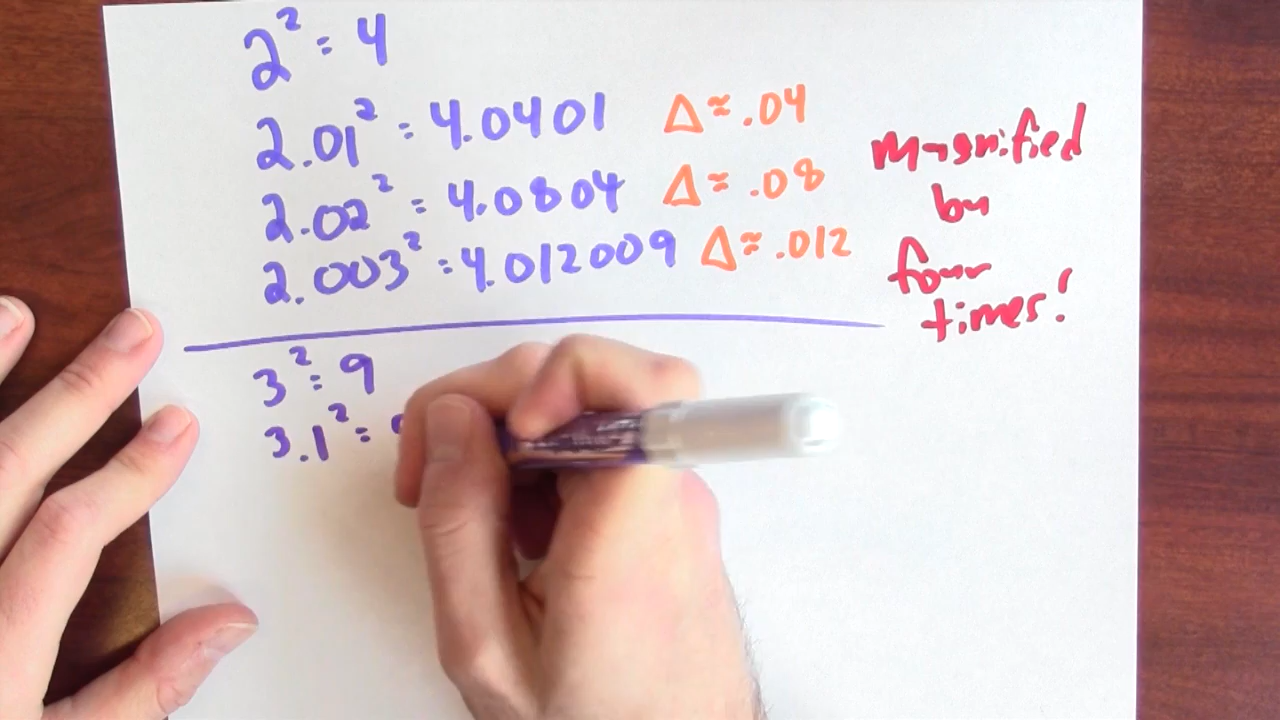 2² = 4
2.01² = 4.0401 Δ ≈ .04
2.02² = 4.0804 Δ ≈ .08
2.003² = 4.012009 Δ ≈ .012
magnified
by
four
times!
3² = 9
3.1² =